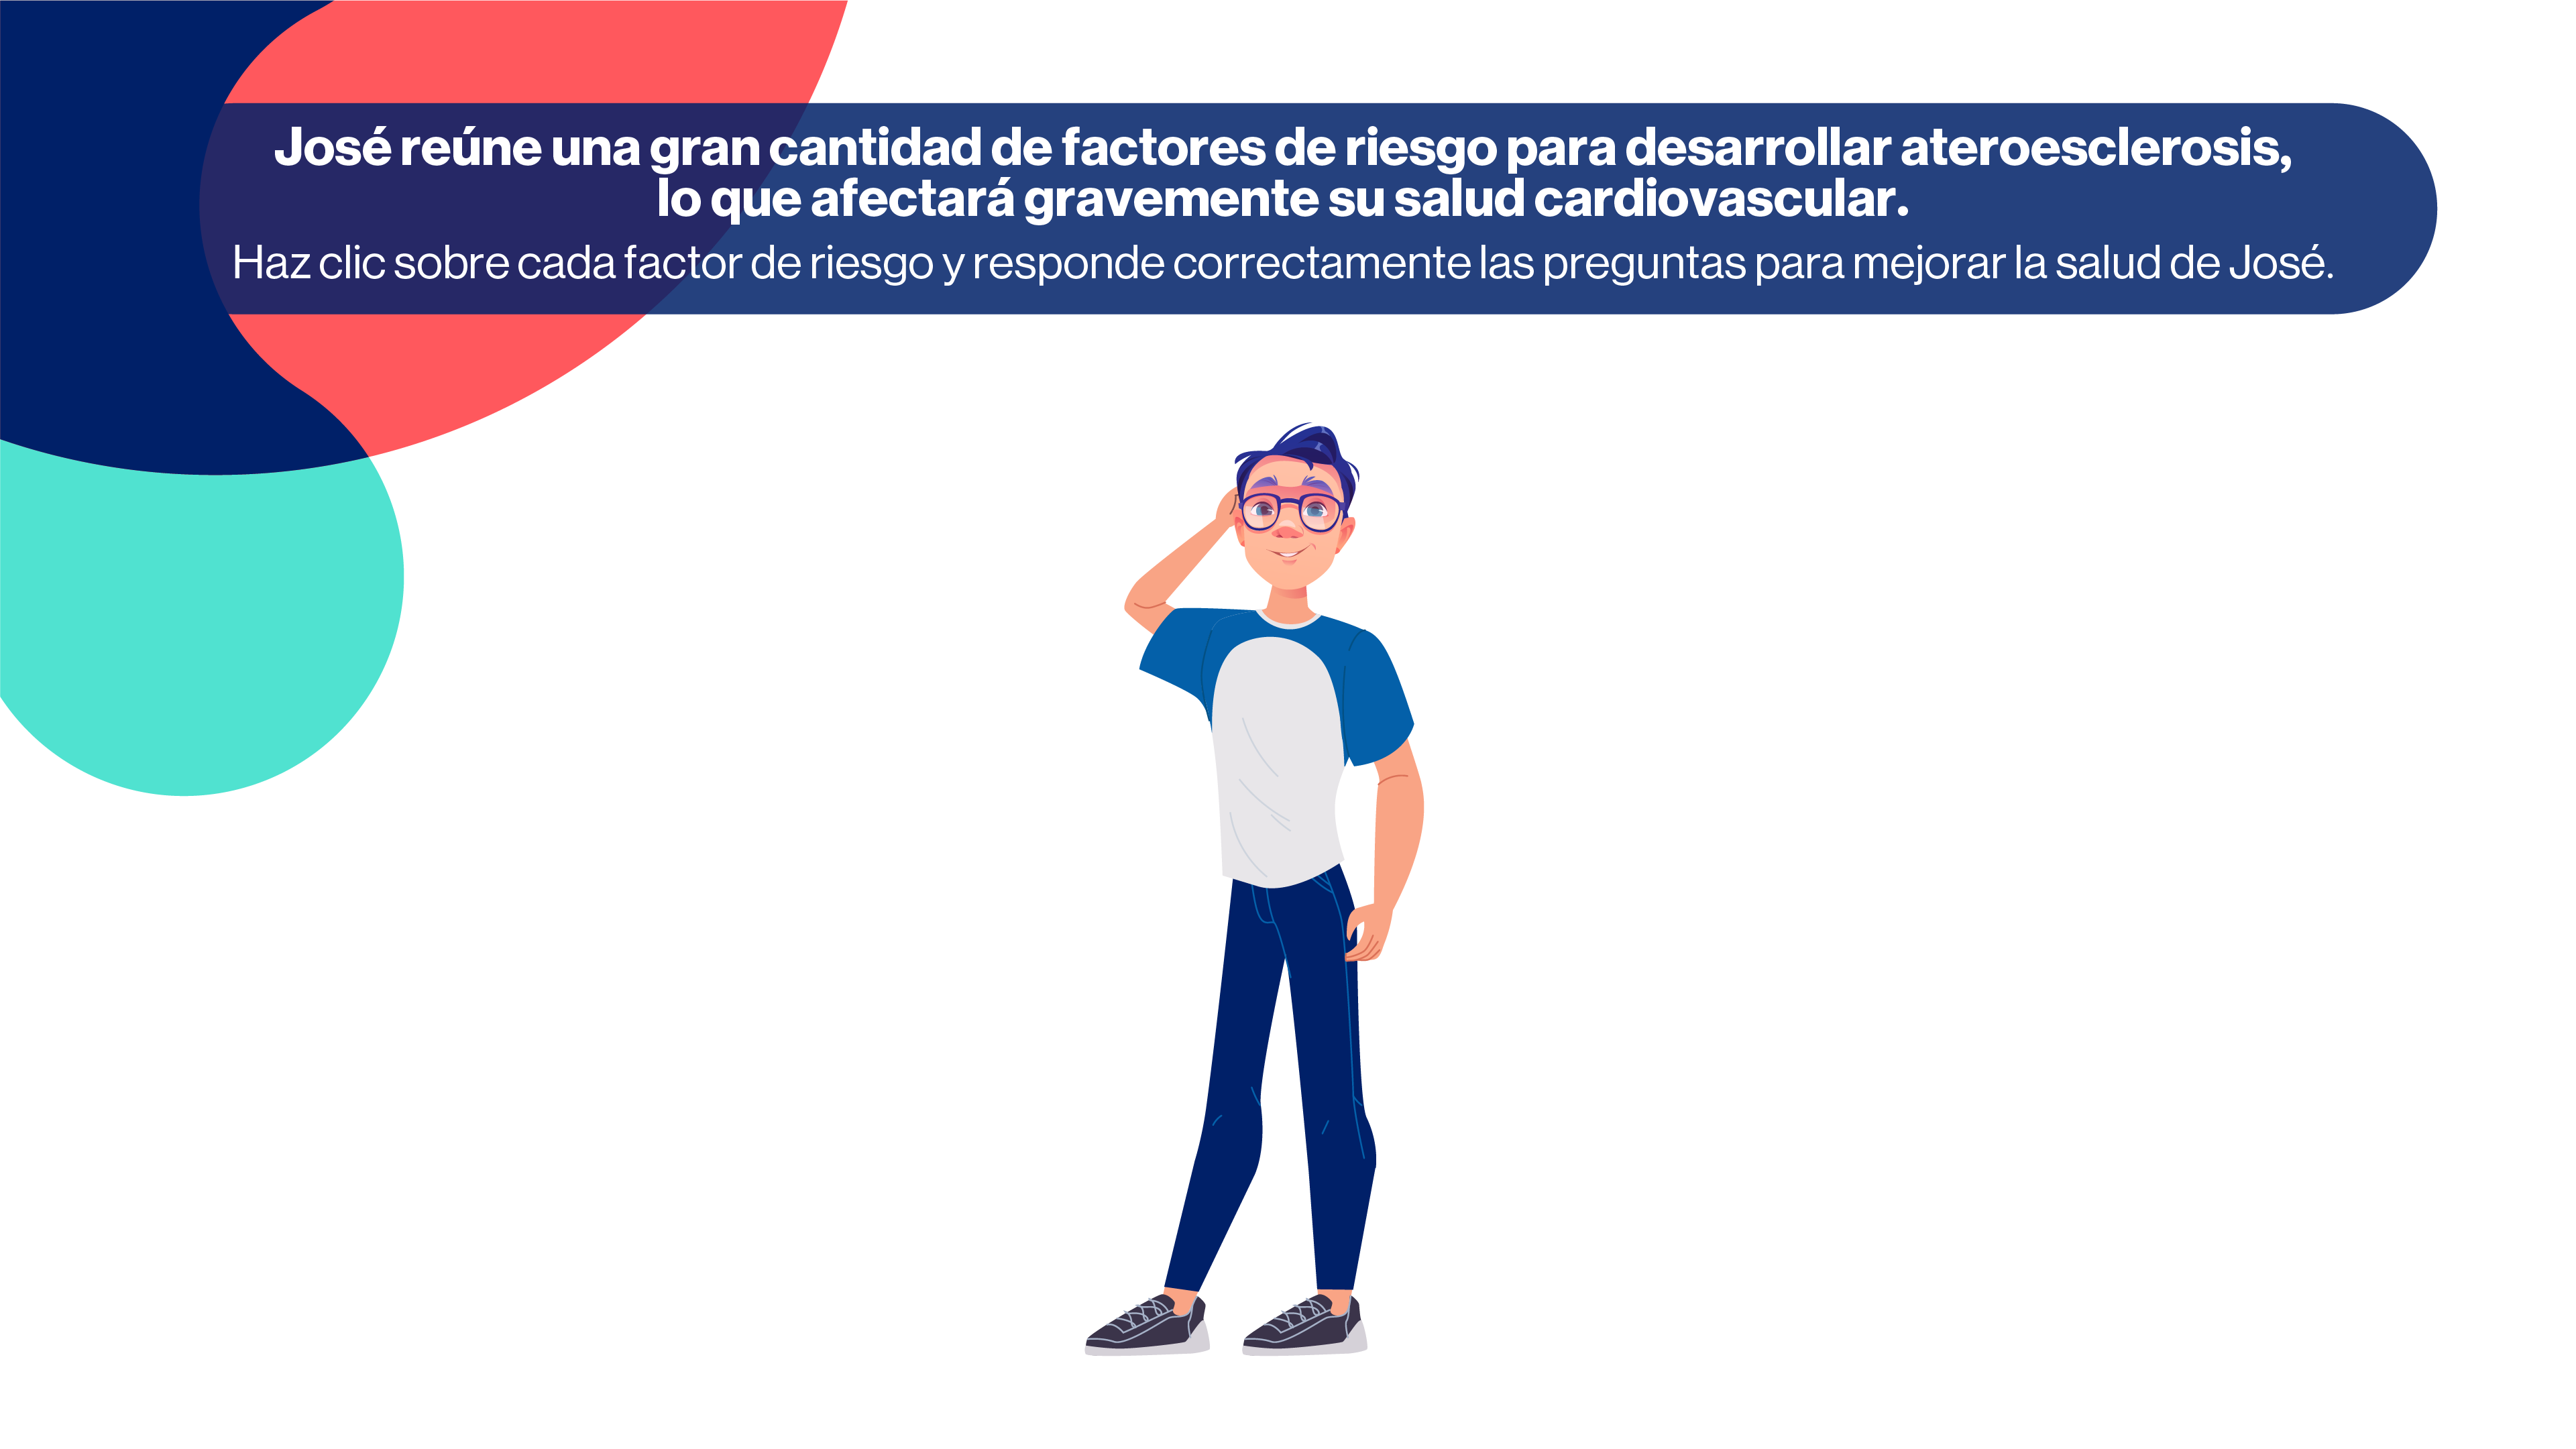 José reúne una gran cantidad de factores de riesgo para desarrollar ateroesclerosis,
lo que afectará gravemente su salud cardiovascular.
Haz clic sobre cada factor de riesgo y responde correctamente las preguntas para mejorar la salud de José.